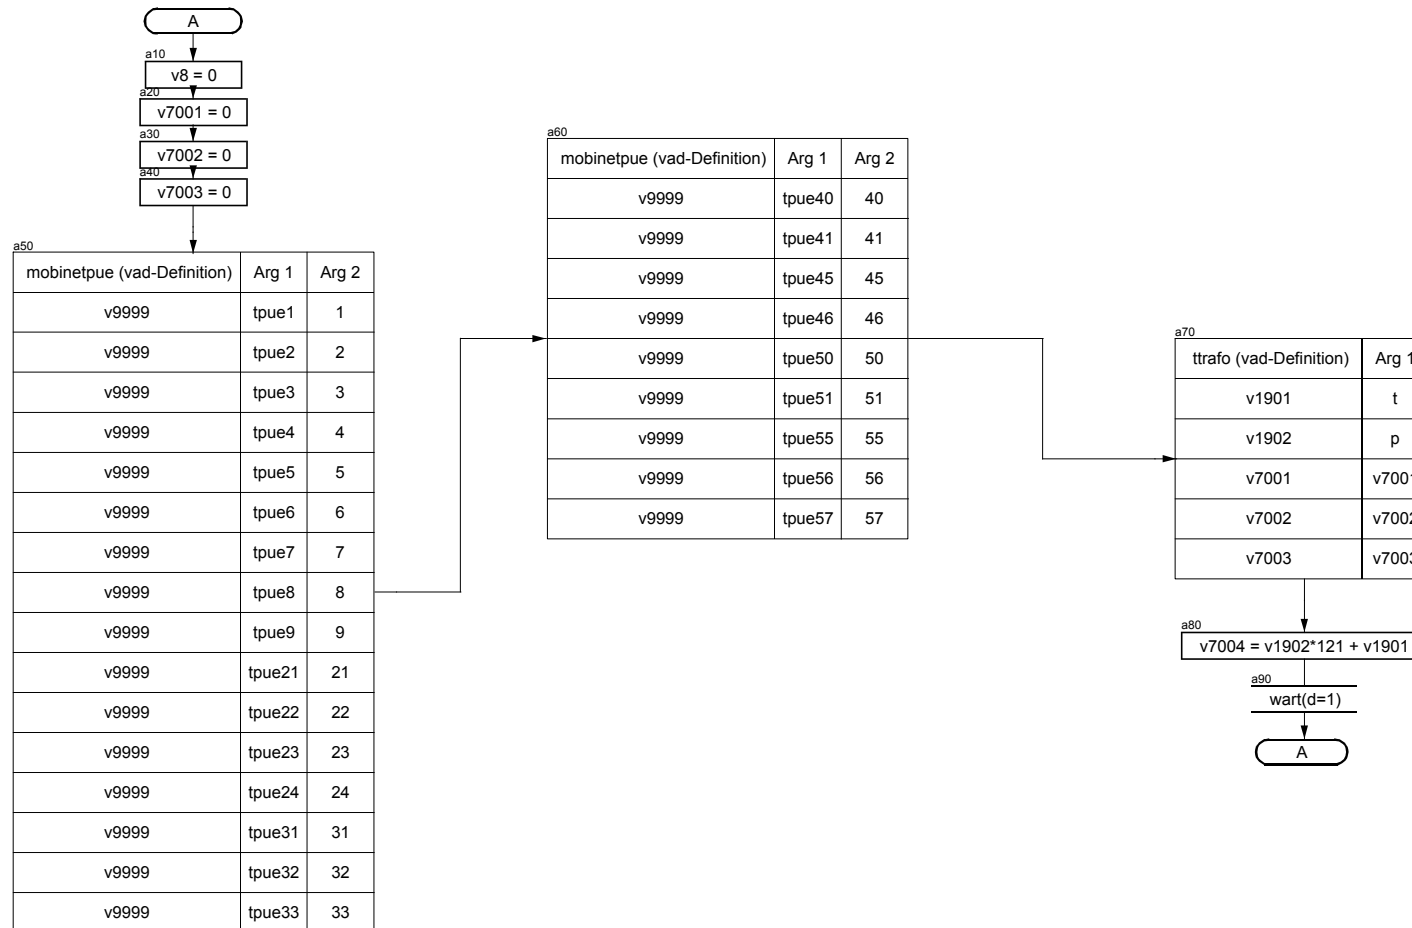 A
a10
v8 = 0
a20
v7001 = 0
a30
v7002 = 0
a40
v7003 = 0
a50
mobinetpue (vad-Definition) Arg 1 Arg 2
v9999 tpue1 1
v9999 tpue2 2
v9999 tpue3 3
v9999 tpue4 4
v9999 tpue5 5
v9999 tpue6 6
v9999 tpue7 7
v9999 tpue8 8
v9999 tpue9 9
v9999 tpue21 21
v9999 tpue22 22
v9999 tpue23 23
v9999 tpue24 24
v9999 tpue31 31
v9999 tpue32 32
v9999 tpue33 33
a60
mobinetpue (vad-Definition) Arg 1 Arg 2
v9999 tpue40 40
v9999 tpue41 41
v9999 tpue45 45
v9999 tpue46 46
v9999 tpue50 50
v9999 tpue51 51
v9999 tpue55 55
v9999 tpue56 56
v9999 tpue57 57
a70
ttrafo (vad-Definition) Arg 1
v1901 t
v1902 p
v7001 v7001
v7002 v7002
v7003 v7003
a80
v7004 = v1902*121 + v1901
a90
wart(d=1)
A